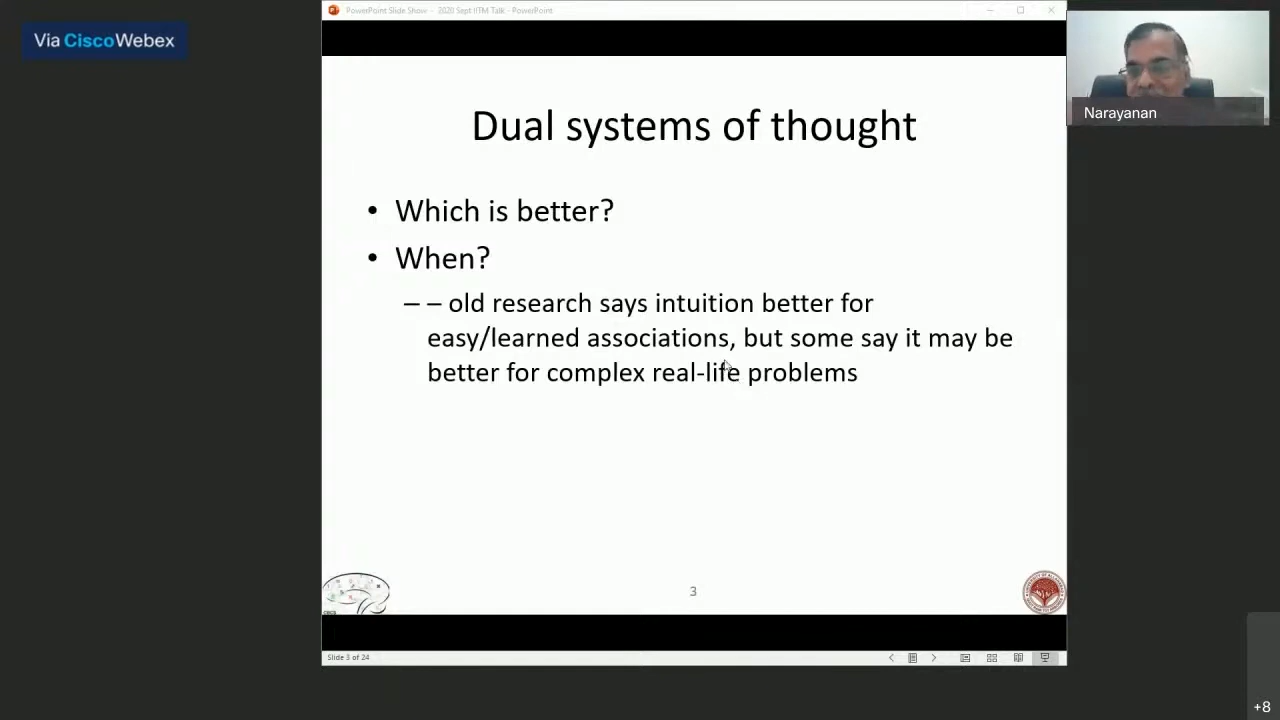 Via CiscoWebex
PowerPoint Slide Show - 2020 Sept IITM Talk - PowerPoint
Narayanan
Dual systems of thought
• Which is better?
• When?
– – old research says intuition better for
easy/learned associations, but some say it may be
better for complex real-life problems
3
Slide 3 of 24
+8